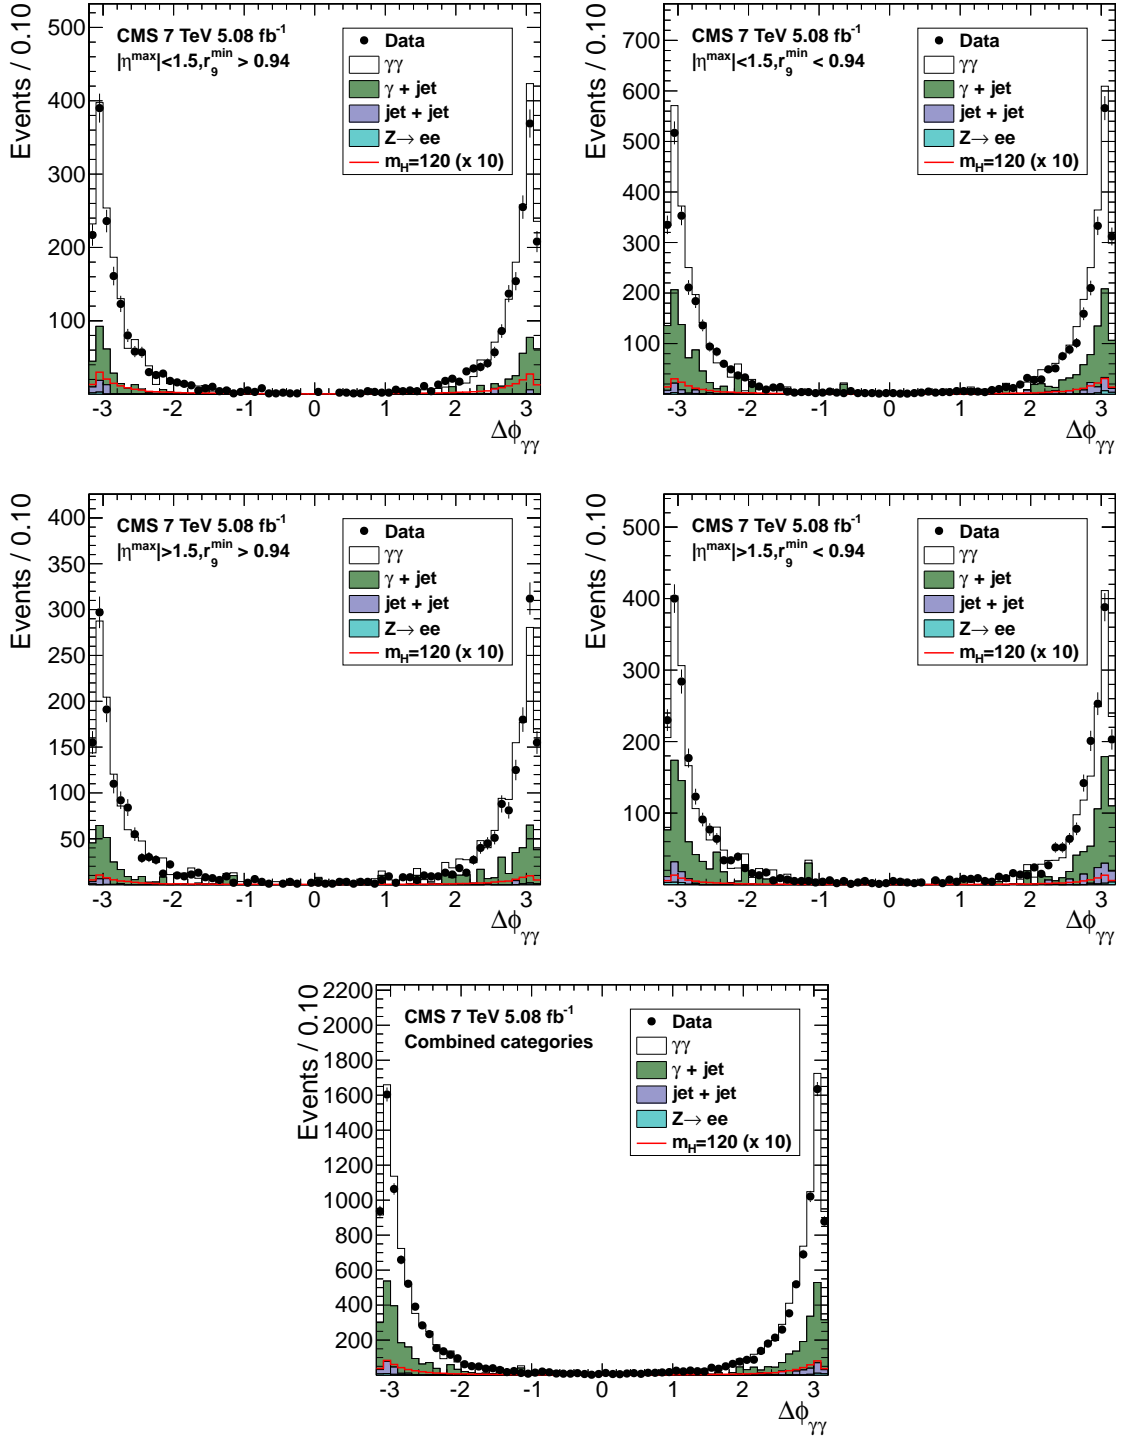 Events / 0.10
500
400
300
200
100
CMS 7 TeV 5.08 fb⁻¹
|η^max|<1.5,r_9^min > 0.94
Data
γγ
γ + jet
jet + jet
Z→ ee
m_H=120 (x 10)
-3 -2 -1 0 1 2 3
Δϕ_γγ
Events / 0.10
700
600
500
400
300
200
100
CMS 7 TeV 5.08 fb⁻¹
|η^max|<1.5,r_9^min < 0.94
Data
γγ
γ + jet
jet + jet
Z→ ee
m_H=120 (x 10)
-3 -2 -1 0 1 2 3
Δϕ_γγ
Events / 0.10
400
350
300
250
200
150
100
50
CMS 7 TeV 5.08 fb⁻¹
|η^max|>1.5,r_9^min > 0.94
Data
γγ
γ + jet
jet + jet
Z→ ee
m_H=120 (x 10)
-3 -2 -1 0 1 2 3
Δϕ_γγ
Events / 0.10
500
400
300
200
100
CMS 7 TeV 5.08 fb⁻¹
|η^max|>1.5,r_9^min < 0.94
Data
γγ
γ + jet
jet + jet
Z→ ee
m_H=120 (x 10)
-3 -2 -1 0 1 2 3
Δϕ_γγ
Events / 0.10
2200
2000
1800
1600
1400
1200
1000
800
600
400
200
CMS 7 TeV 5.08 fb⁻¹
Combined categories
Data
γγ
γ + jet
jet + jet
Z→ ee
m_H=120 (x 10)
-3 -2 -1 0 1 2 3
Δϕ_γγ